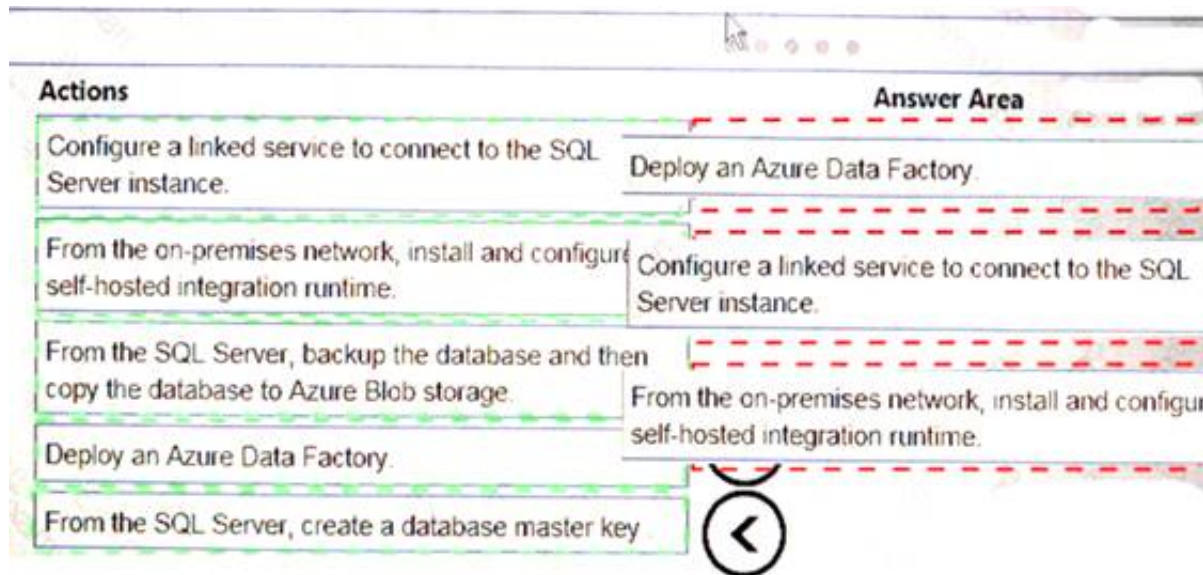 Actions
Configure a linked service to connect to the SQL
Server instance.
From the on-premises network, install and configure
self-hosted integration runtime.
From the SQL Server, backup the database and then
copy the database to Azure Blob storage.
Deploy an Azure Data Factory.
From the SQL Server, create a database master key
Answer Area
Deploy an Azure Data Factory.
Configure a linked service to connect to the SQL
Server instance.
From the on-premises network, install and configur
self-hosted integration runtime.